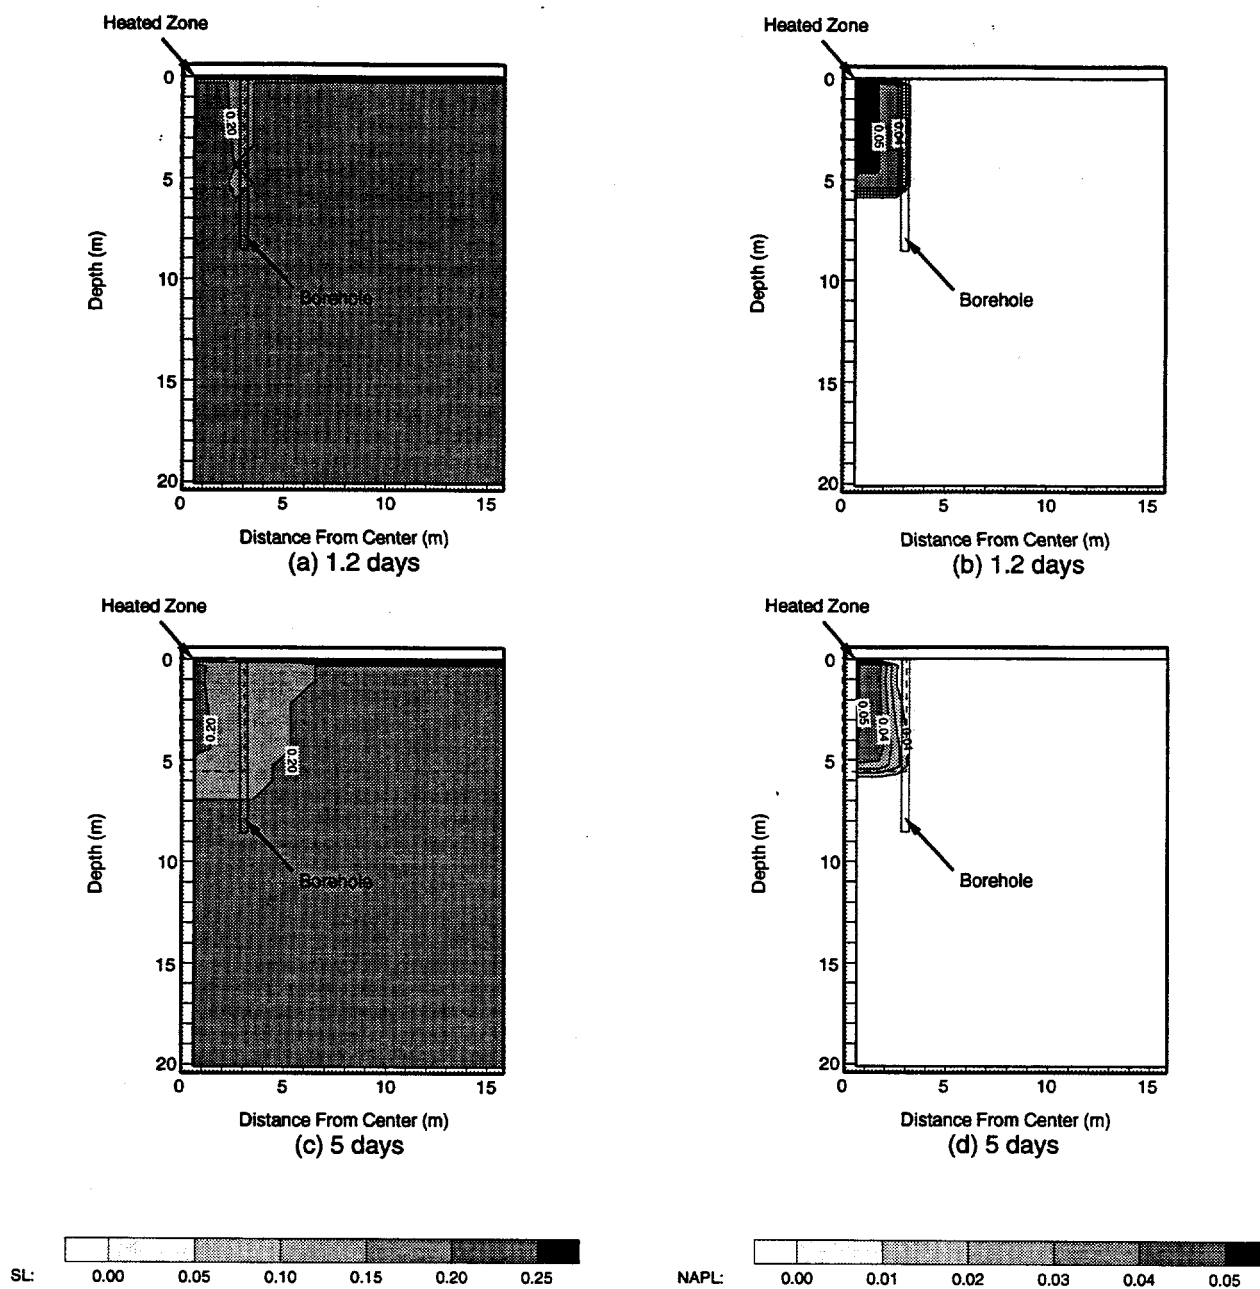 Heated Zone
0
5
10
15
20
Depth (m)
0.20
Borehole
0 5 10 15
Distance From Center (m)
(a) 1.2 days
Heated Zone
0
5
10
15
20
Depth (m)
0.05
0.04
Borehole
0 5 10 15
Distance From Center (m)
(b) 1.2 days
Heated Zone
0
5
10
15
20
Depth (m)
0.20
0.20
Borehole
0 5 10 15
Distance From Center (m)
(c) 5 days
Heated Zone
0
5
10
15
20
Depth (m)
0.05
0.04
0.01
Borehole
0 5 10 15
Distance From Center (m)
(d) 5 days
SL: 0.00 0.05 0.10 0.15 0.20 0.25
NAPL: 0.00 0.01 0.02 0.03 0.04 0.05